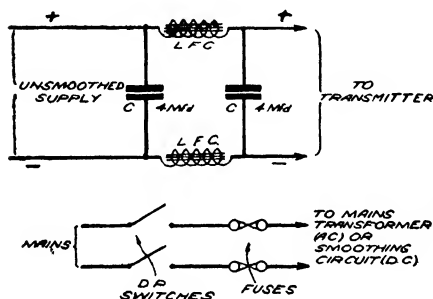 + +
L F C
UNSMOOTHED
SUPPLY
C 4 Mfd
C 4 Mfd
TO
TRANSMITTER
L F C.
− −
MAINS
TO MAINS
TRANSFORMER
(AC) OR
SMOOTHING
CIRCUIT (D.C)
D.P.
SWITCHES
FUSES